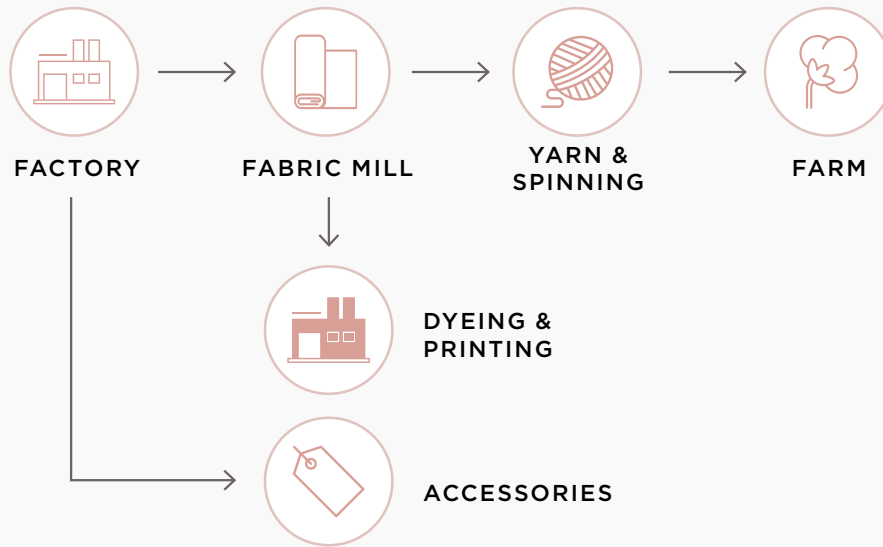 FACTORY
FABRIC MILL
YARN &
SPINNING
FARM
DYEING &
PRINTING
ACCESSORIES